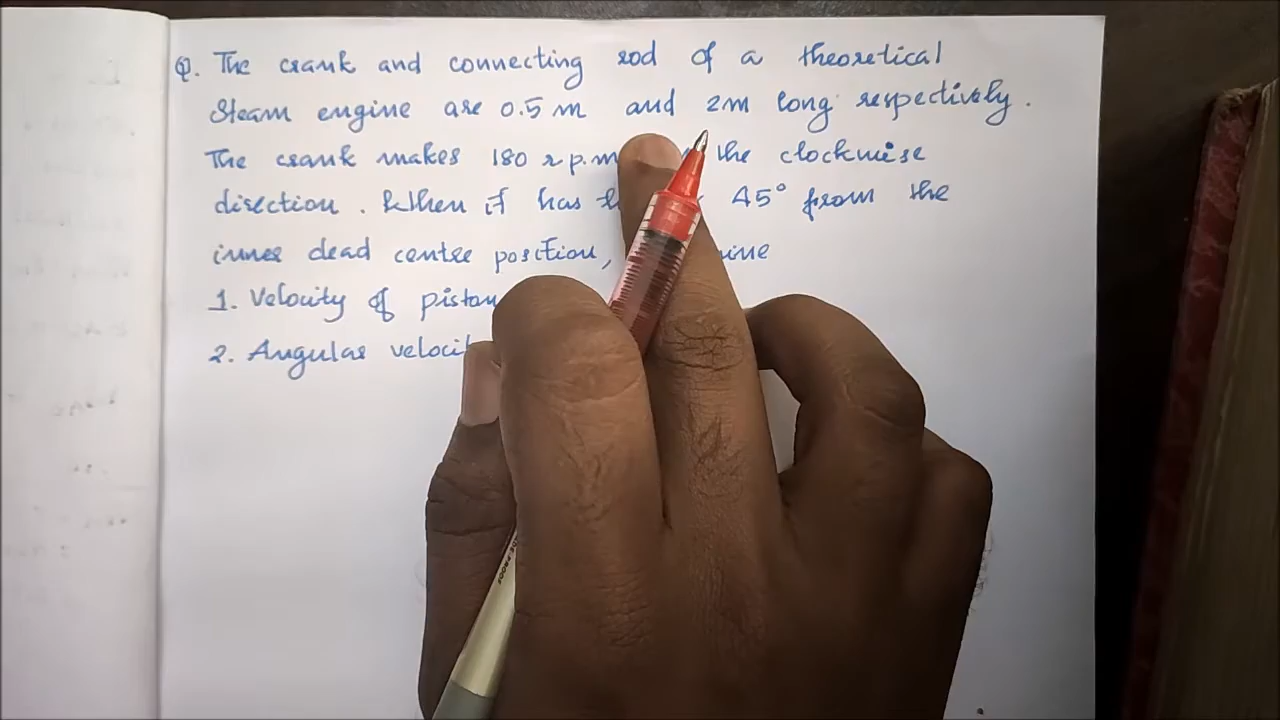 Q. The crank and connecting rod of a theoretical
Steam engine are 0.5 m and 2m long respectively.
The crank makes 180 r.p.m the clockwise
direction. When it has 45° from the
inner dead centre position,
1. Velocity of piston
2. Angular